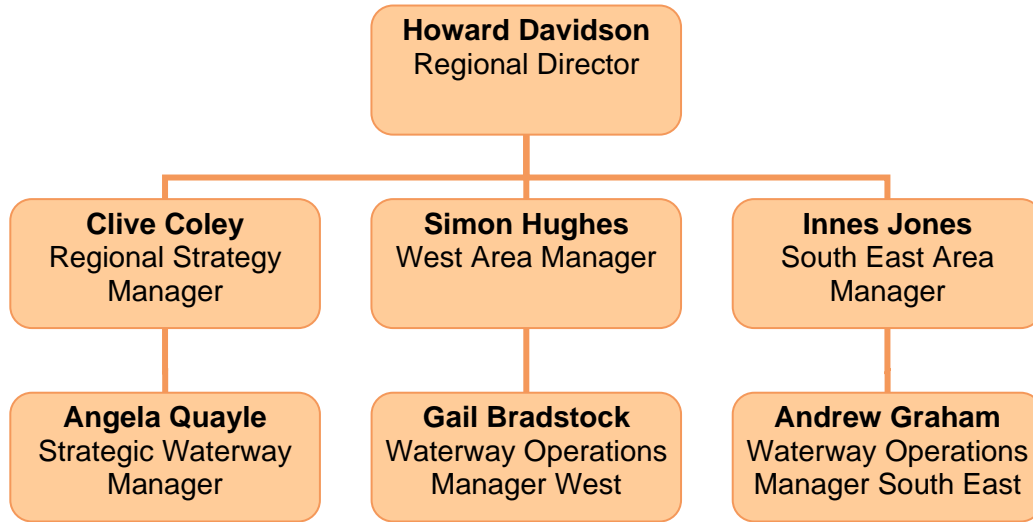 Howard Davidson
Regional Director
Clive Coley
Regional Strategy
Manager
Simon Hughes
West Area Manager
Innes Jones
South East Area
Manager
Angela Quayle
Strategic Waterway
Manager
Gail Bradstock
Waterway Operations
Manager West
Andrew Graham
Waterway Operations
Manager South East